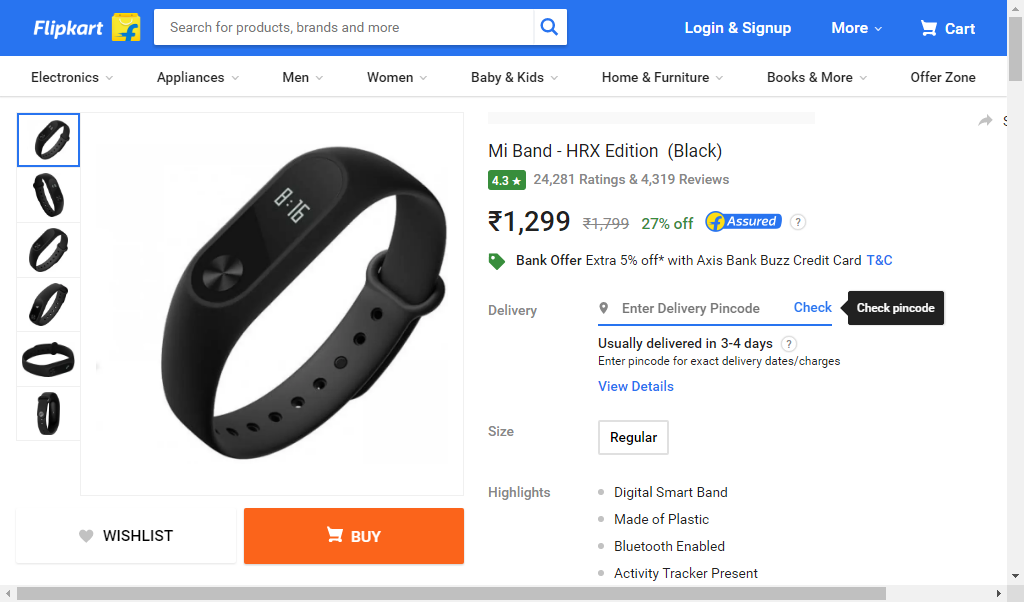 Flipkart
Search for products, brands and more
Login & Signup
More
Cart
Electronics
Appliances
Men
Women
Baby & Kids
Home & Furniture
Books & More
Offer Zone
8:16
Mi Band - HRX Edition  (Black)
4.3 ★
24,281 Ratings & 4,319 Reviews
₹1,299
₹1,799
27% off
Assured
?
Bank Offer Extra 5% off* with Axis Bank Buzz Credit Card T&C
Delivery
Enter Delivery Pincode
Check
Check pincode
Usually delivered in 3-4 days
?
Enter pincode for exact delivery dates/charges
View Details
Size
Regular
Highlights
Digital Smart Band
Made of Plastic
Bluetooth Enabled
Activity Tracker Present
WISHLIST
BUY